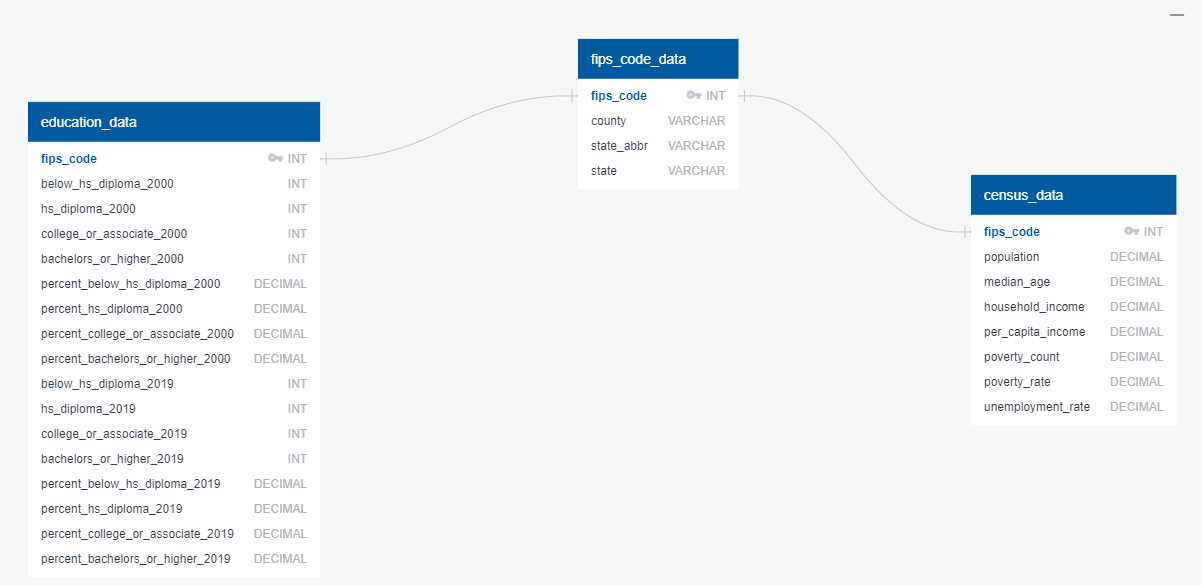 education_data
fips_code INT
below_hs_diploma_2000 INT
hs_diploma_2000 INT
college_or_associate_2000 INT
bachelors_or_higher_2000 INT
percent_below_hs_diploma_2000 DECIMAL
percent_hs_diploma_2000 DECIMAL
percent_college_or_associate_2000 DECIMAL
percent_bachelors_or_higher_2000 DECIMAL
below_hs_diploma_2019 INT
hs_diploma_2019 INT
college_or_associate_2019 INT
bachelors_or_higher_2019 INT
percent_below_hs_diploma_2019 DECIMAL
percent_hs_diploma_2019 DECIMAL
percent_college_or_associate_2019 DECIMAL
percent_bachelors_or_higher_2019 DECIMAL
fips_code_data
fips_code INT
county VARCHAR
state_abbr VARCHAR
state VARCHAR
census_data
fips_code INT
population DECIMAL
median_age DECIMAL
household_income DECIMAL
per_capita_income DECIMAL
poverty_count DECIMAL
poverty_rate DECIMAL
unemployment_rate DECIMAL